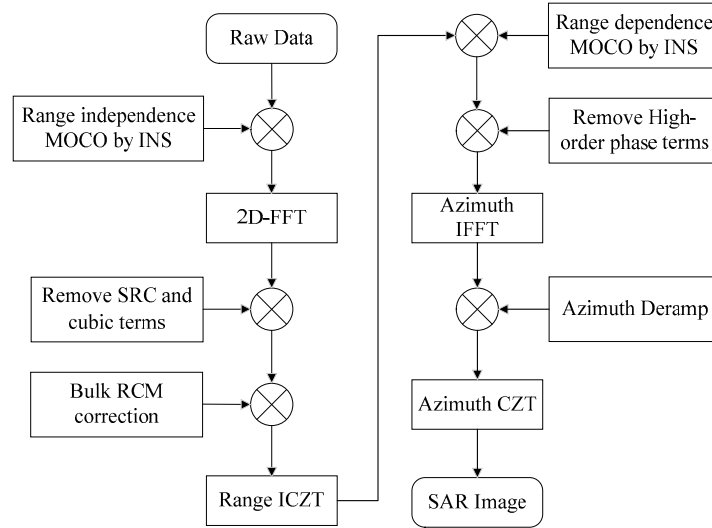 Raw Data
Range independence
MOCO by INS
2D-FFT
Remove SRC and
cubic terms
Bulk RCM
correction
Range ICZT
Range dependence
MOCO by INS
Remove High-
order phase terms
Azimuth
IFFT
Azimuth Deramp
Azimuth CZT
SAR Image